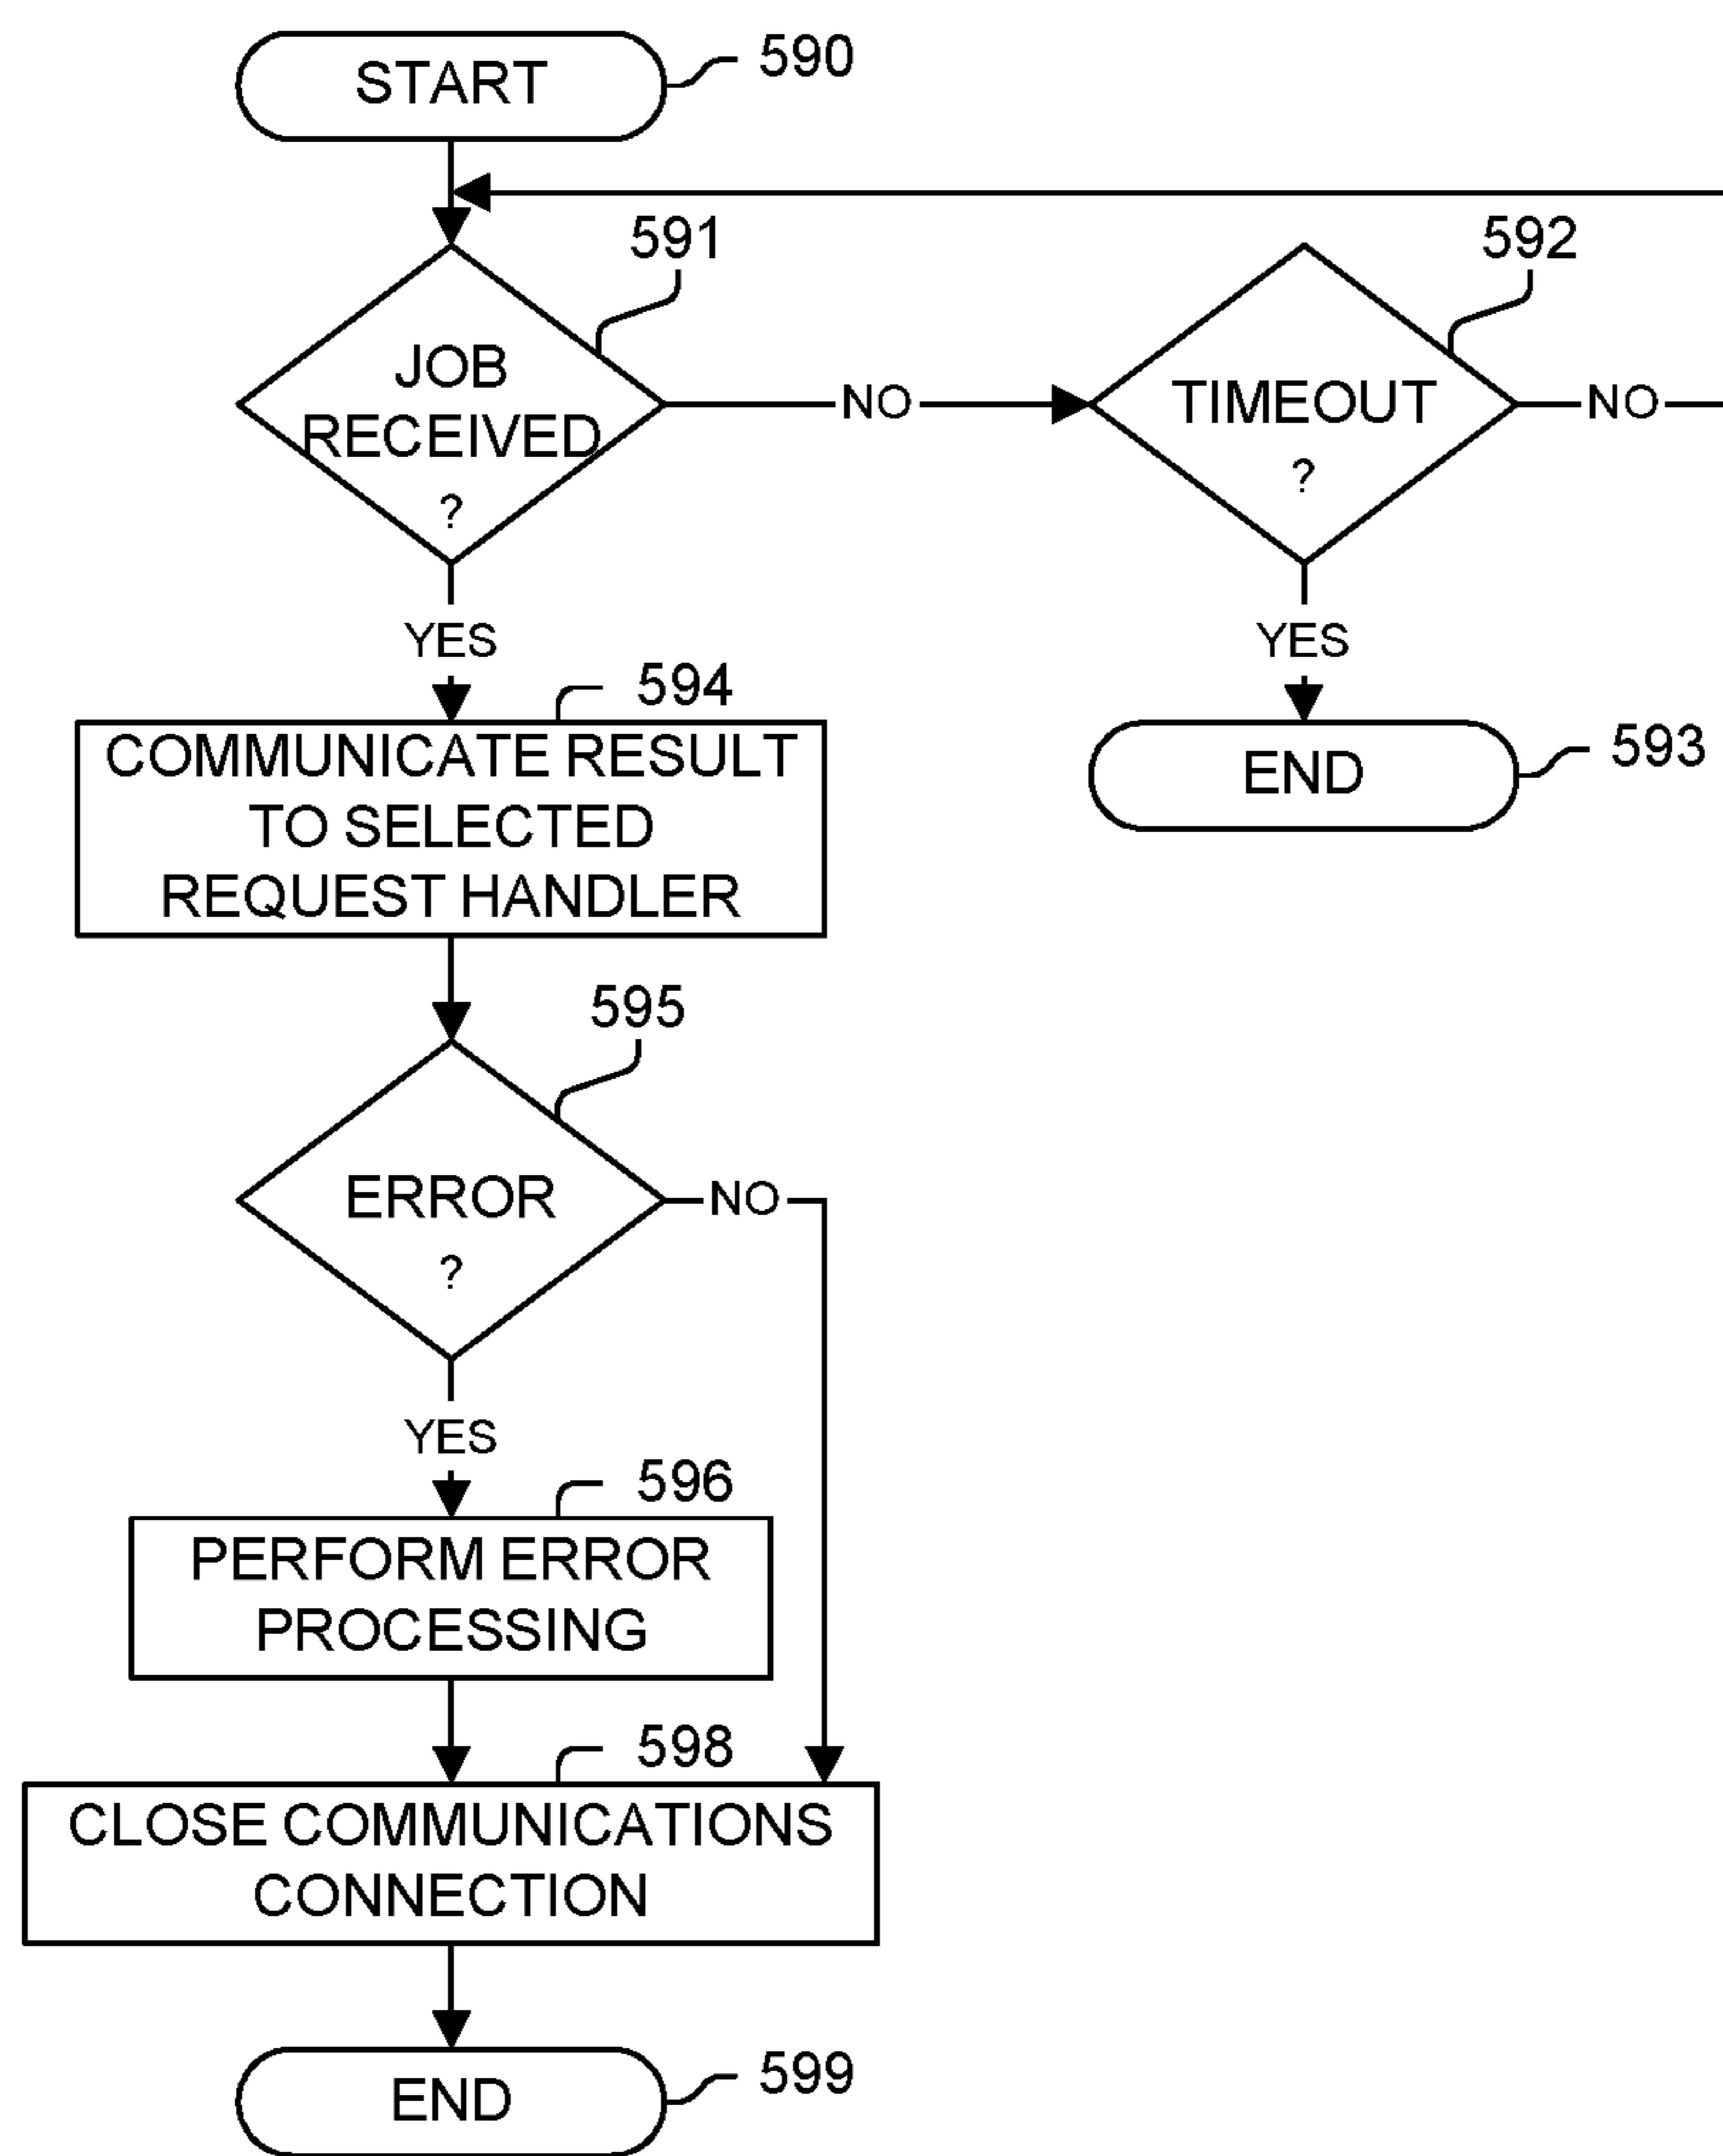 START
590
591
592
JOB
RECEIVED
?
NO
TIMEOUT
?
NO
YES
YES
594
COMMUNICATE RESULT
TO SELECTED
REQUEST HANDLER
END
593
595
ERROR
?
NO
YES
596
PERFORM ERROR
PROCESSING
598
CLOSE COMMUNICATIONS
CONNECTION
END
599